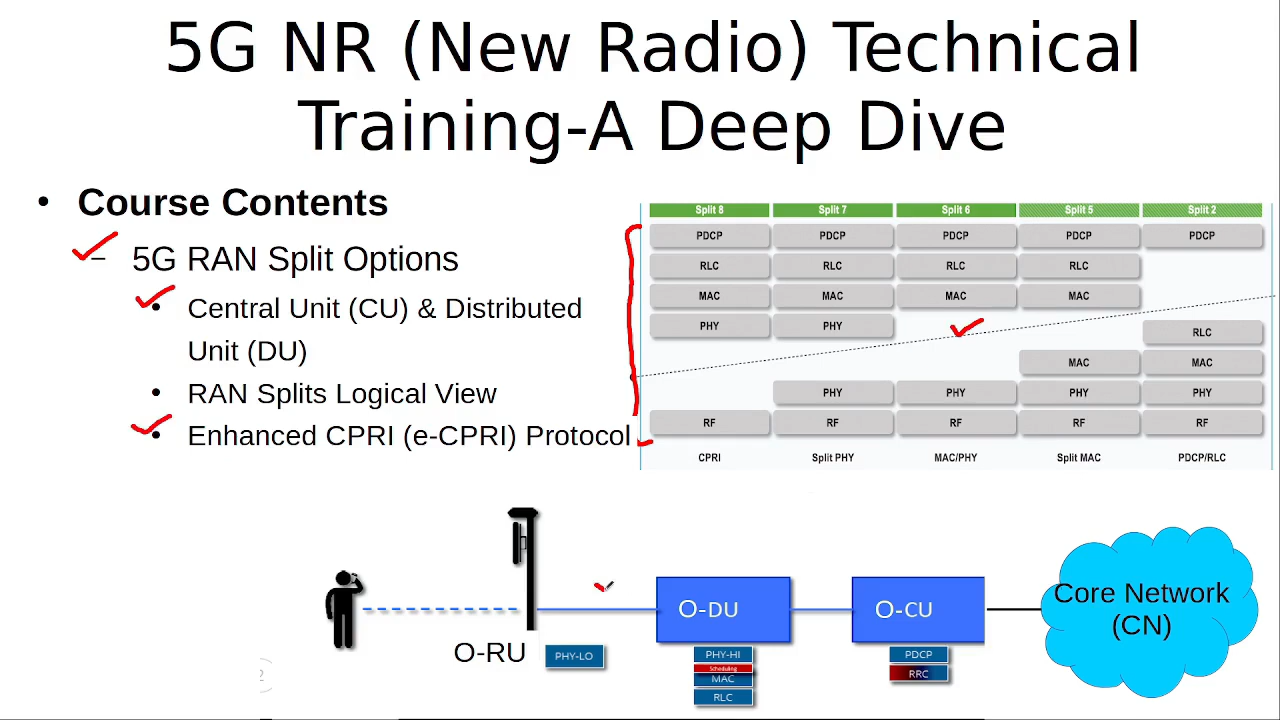 5G NR (New Radio) Technical
Training-A Deep Dive
• Course Contents
– 5G RAN Split Options
• Central Unit (CU) & Distributed
Unit (DU)
• RAN Splits Logical View
• Enhanced CPRI (e-CPRI) Protocol
Split 8 Split 7 Split 6 Split 5 Split 2
PDCP PDCP PDCP PDCP PDCP
RLC RLC RLC RLC
MAC MAC MAC MAC
PHY PHY RLC
MAC MAC
PHY PHY PHY PHY
RF RF RF RF RF
CPRI Split PHY MAC/PHY Split MAC PDCP/RLC
O-RU
PHY-LO
O-DU
PHY-HI
Scheduling
MAC
RLC
O-CU
PDCP
RRC
Core Network
(CN)
2